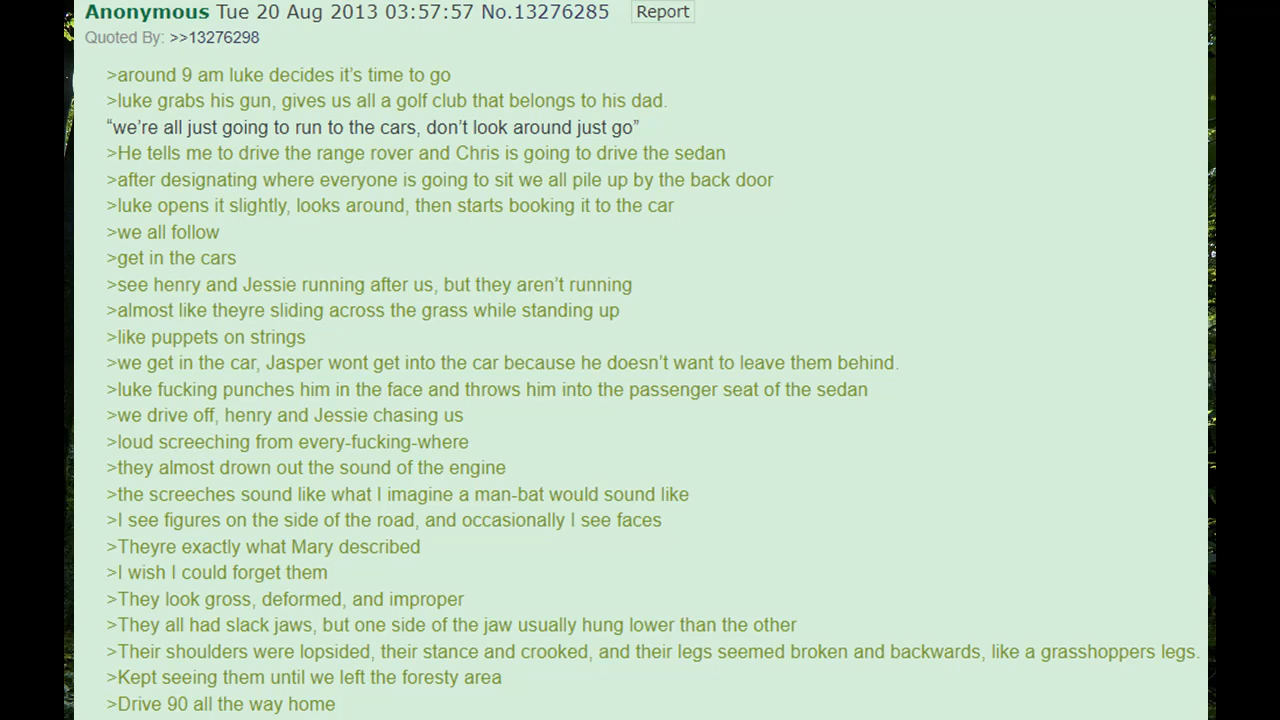 Anonymous Tue 20 Aug 2013 03:57:57 No.13276285 Report
Quoted By: >>13276298
>around 9 am luke decides it’s time to go
>luke grabs his gun, gives us all a golf club that belongs to his dad.
“we’re all just going to run to the cars, don’t look around just go”
>He tells me to drive the range rover and Chris is going to drive the sedan
>after designating where everyone is going to sit we all pile up by the back door
>luke opens it slightly, looks around, then starts booking it to the car
>we all follow
>get in the cars
>see henry and Jessie running after us, but they aren’t running
>almost like theyre sliding across the grass while standing up
>like puppets on strings
>we get in the car, Jasper wont get into the car because he doesn’t want to leave them behind.
>luke fucking punches him in the face and throws him into the passenger seat of the sedan
>we drive off, henry and Jessie chasing us
>loud screeching from every-fucking-where
>they almost drown out the sound of the engine
>the screeches sound like what I imagine a man-bat would sound like
>I see figures on the side of the road, and occasionally I see faces
>Theyre exactly what Mary described
>I wish I could forget them
>They look gross, deformed, and improper
>They all had slack jaws, but one side of the jaw usually hung lower than the other
>Their shoulders were lopsided, their stance and crooked, and their legs seemed broken and backwards, like a grasshoppers legs.
>Kept seeing them until we left the foresty area
>Drive 90 all the way home